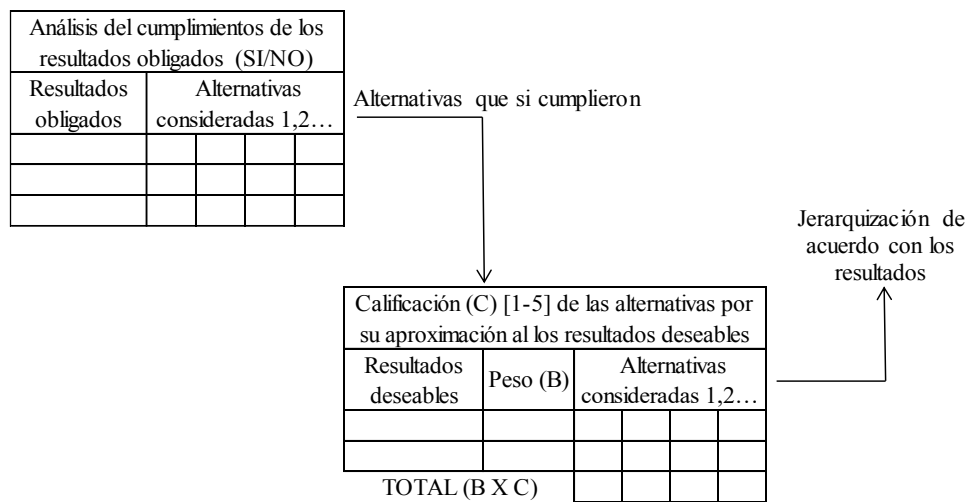 Análisis del cumplimientos de los
resultados obligados (SI/NO)
Resultados
obligados
Alternativas
consideradas 1,2…
Alternativas que si cumplieron
Jerarquización de
acuerdo con los
resultados
Calificación (C) [1-5] de las alternativas por
su aproximación al los resultados deseables
Resultados
deseables
Peso (B)
Alternativas
consideradas 1,2…
TOTAL (B X C)